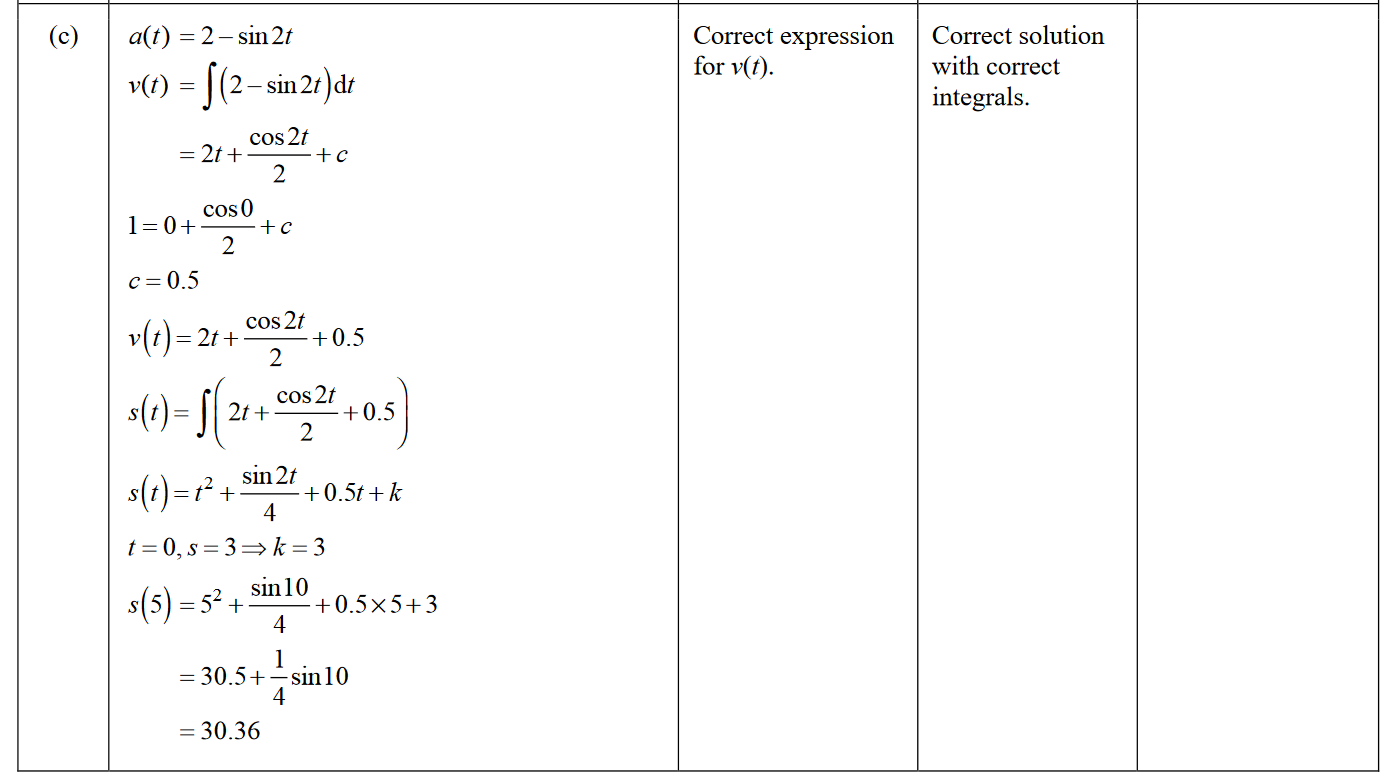 (c)
a(t) = 2 − sin 2t
v(t) = ∫(2 − sin 2t)dt
= 2t + cos 2t/2 + c
1 = 0 + cos 0/2 + c
c = 0.5
v(t) = 2t + cos 2t/2 + 0.5
s(t) = ∫(2t + cos 2t/2 + 0.5)
s(t) = t² + sin 2t/4 + 0.5t + k
t = 0, s = 3 ⇒ k = 3
s(5) = 5² + sin 10/4 + 0.5 × 5 + 3
= 30.5 + 1/4 sin 10
= 30.36
Correct expression
for v(t).
Correct solution
with correct
integrals.